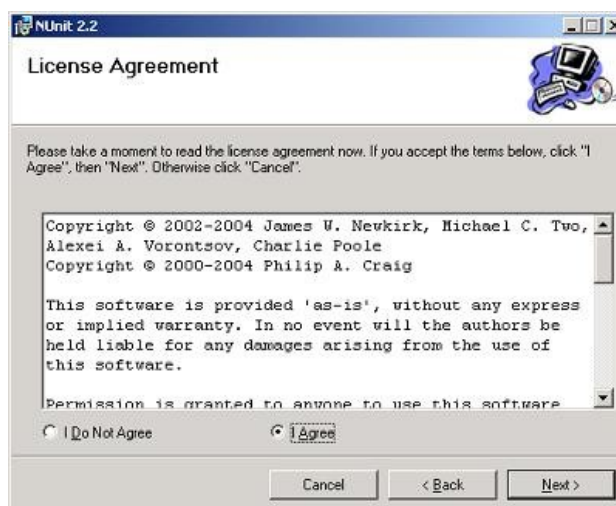 NUnit 2.2
License Agreement
Please take a moment to read the license agreement now. If you accept the terms below, click "I
Agree", then "Next". Otherwise click "Cancel".
Copyright © 2002-2004 James W. Newkirk, Michael C. Two,
Alexei A. Vorontsov, Charlie Poole
Copyright © 2000-2004 Philip A. Craig
This software is provided 'as-is', without any express
or implied warranty. In no event will the authors be
held liable for any damages arising from the use of
this software.
Permission is granted to anyone to use this software
I Do Not Agree
I Agree
Cancel
< Back
Next >